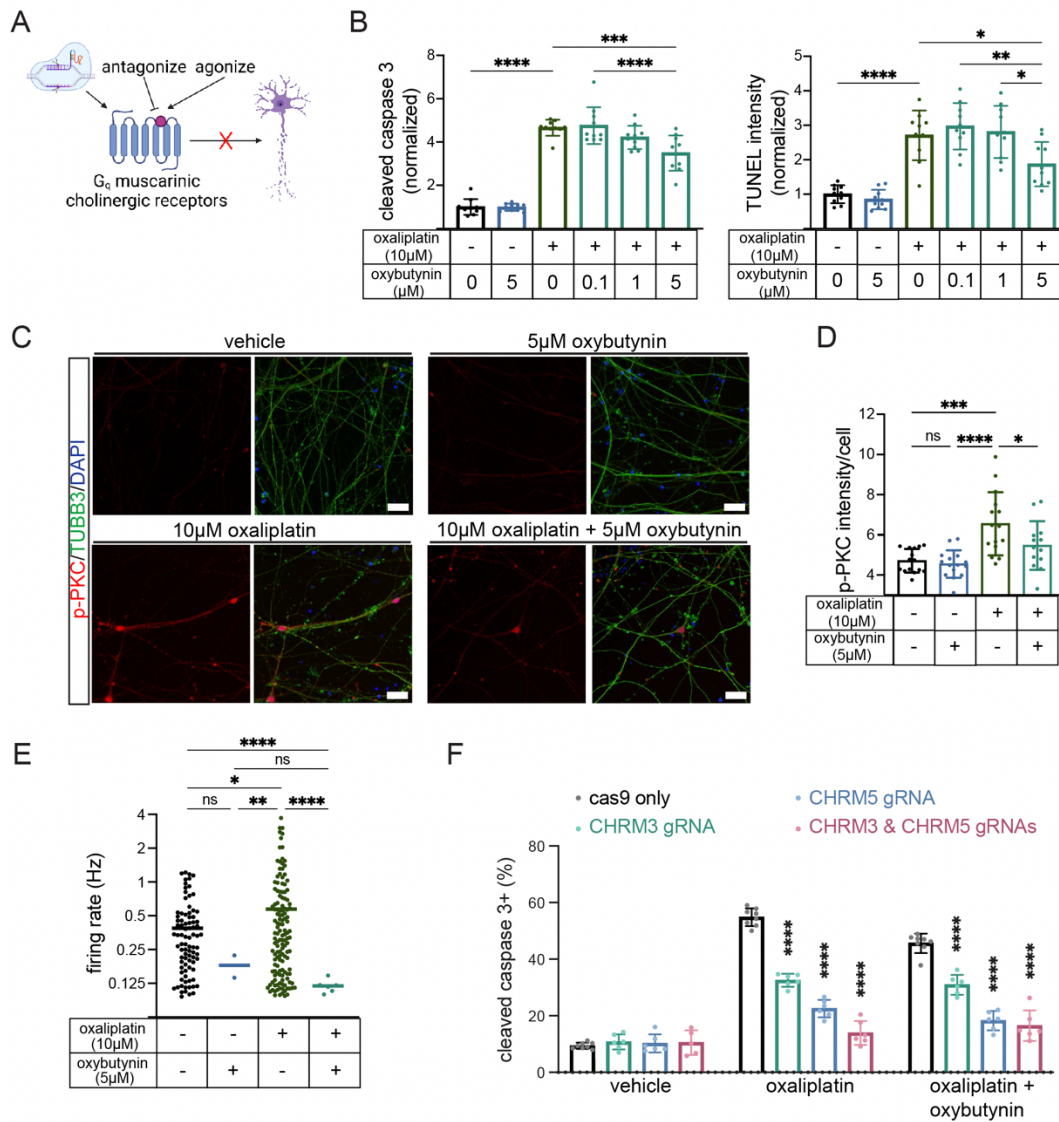 A
antagonize agonize
Gq muscarinic
cholinergic receptors
B
cleaved caspase 3
(normalized)
8
6
4
2
****
***
****
oxaliplatin
(10μM)
- - + + + +
oxybutynin
(μM)
0 5 0 0.1 1 5
TUNEL intensity
(normalized)
5
4
3
2
1
****
*
**
*
oxaliplatin
(10μM)
- - + + + +
oxybutynin
(μM)
0 5 0 0.1 1 5
C
p-PKC/TUBB3/DAPI
vehicle
5μM oxybutynin
10μM oxaliplatin
10μM oxaliplatin + 5μM oxybutynin
D
p-PKC intensity/cell
12
10
8
6
4
***
ns **** *
oxaliplatin
(10μM)
- - + +
oxybutynin
(5μM)
- + - +
E
firing rate (Hz)
4
2
1
0.5
0.25
0.125
****
ns
*
ns ** ****
oxaliplatin
(10μM)
- - + +
oxybutynin
(5μM)
- + - +
F
cas9 only
CHRM3 gRNA
CHRM5 gRNA
CHRM3 & CHRM5 gRNAs
cleaved caspase 3+ (%)
80
60
40
20
0
****
****
****
****
****
****
vehicle
oxaliplatin
oxaliplatin +
oxybutynin